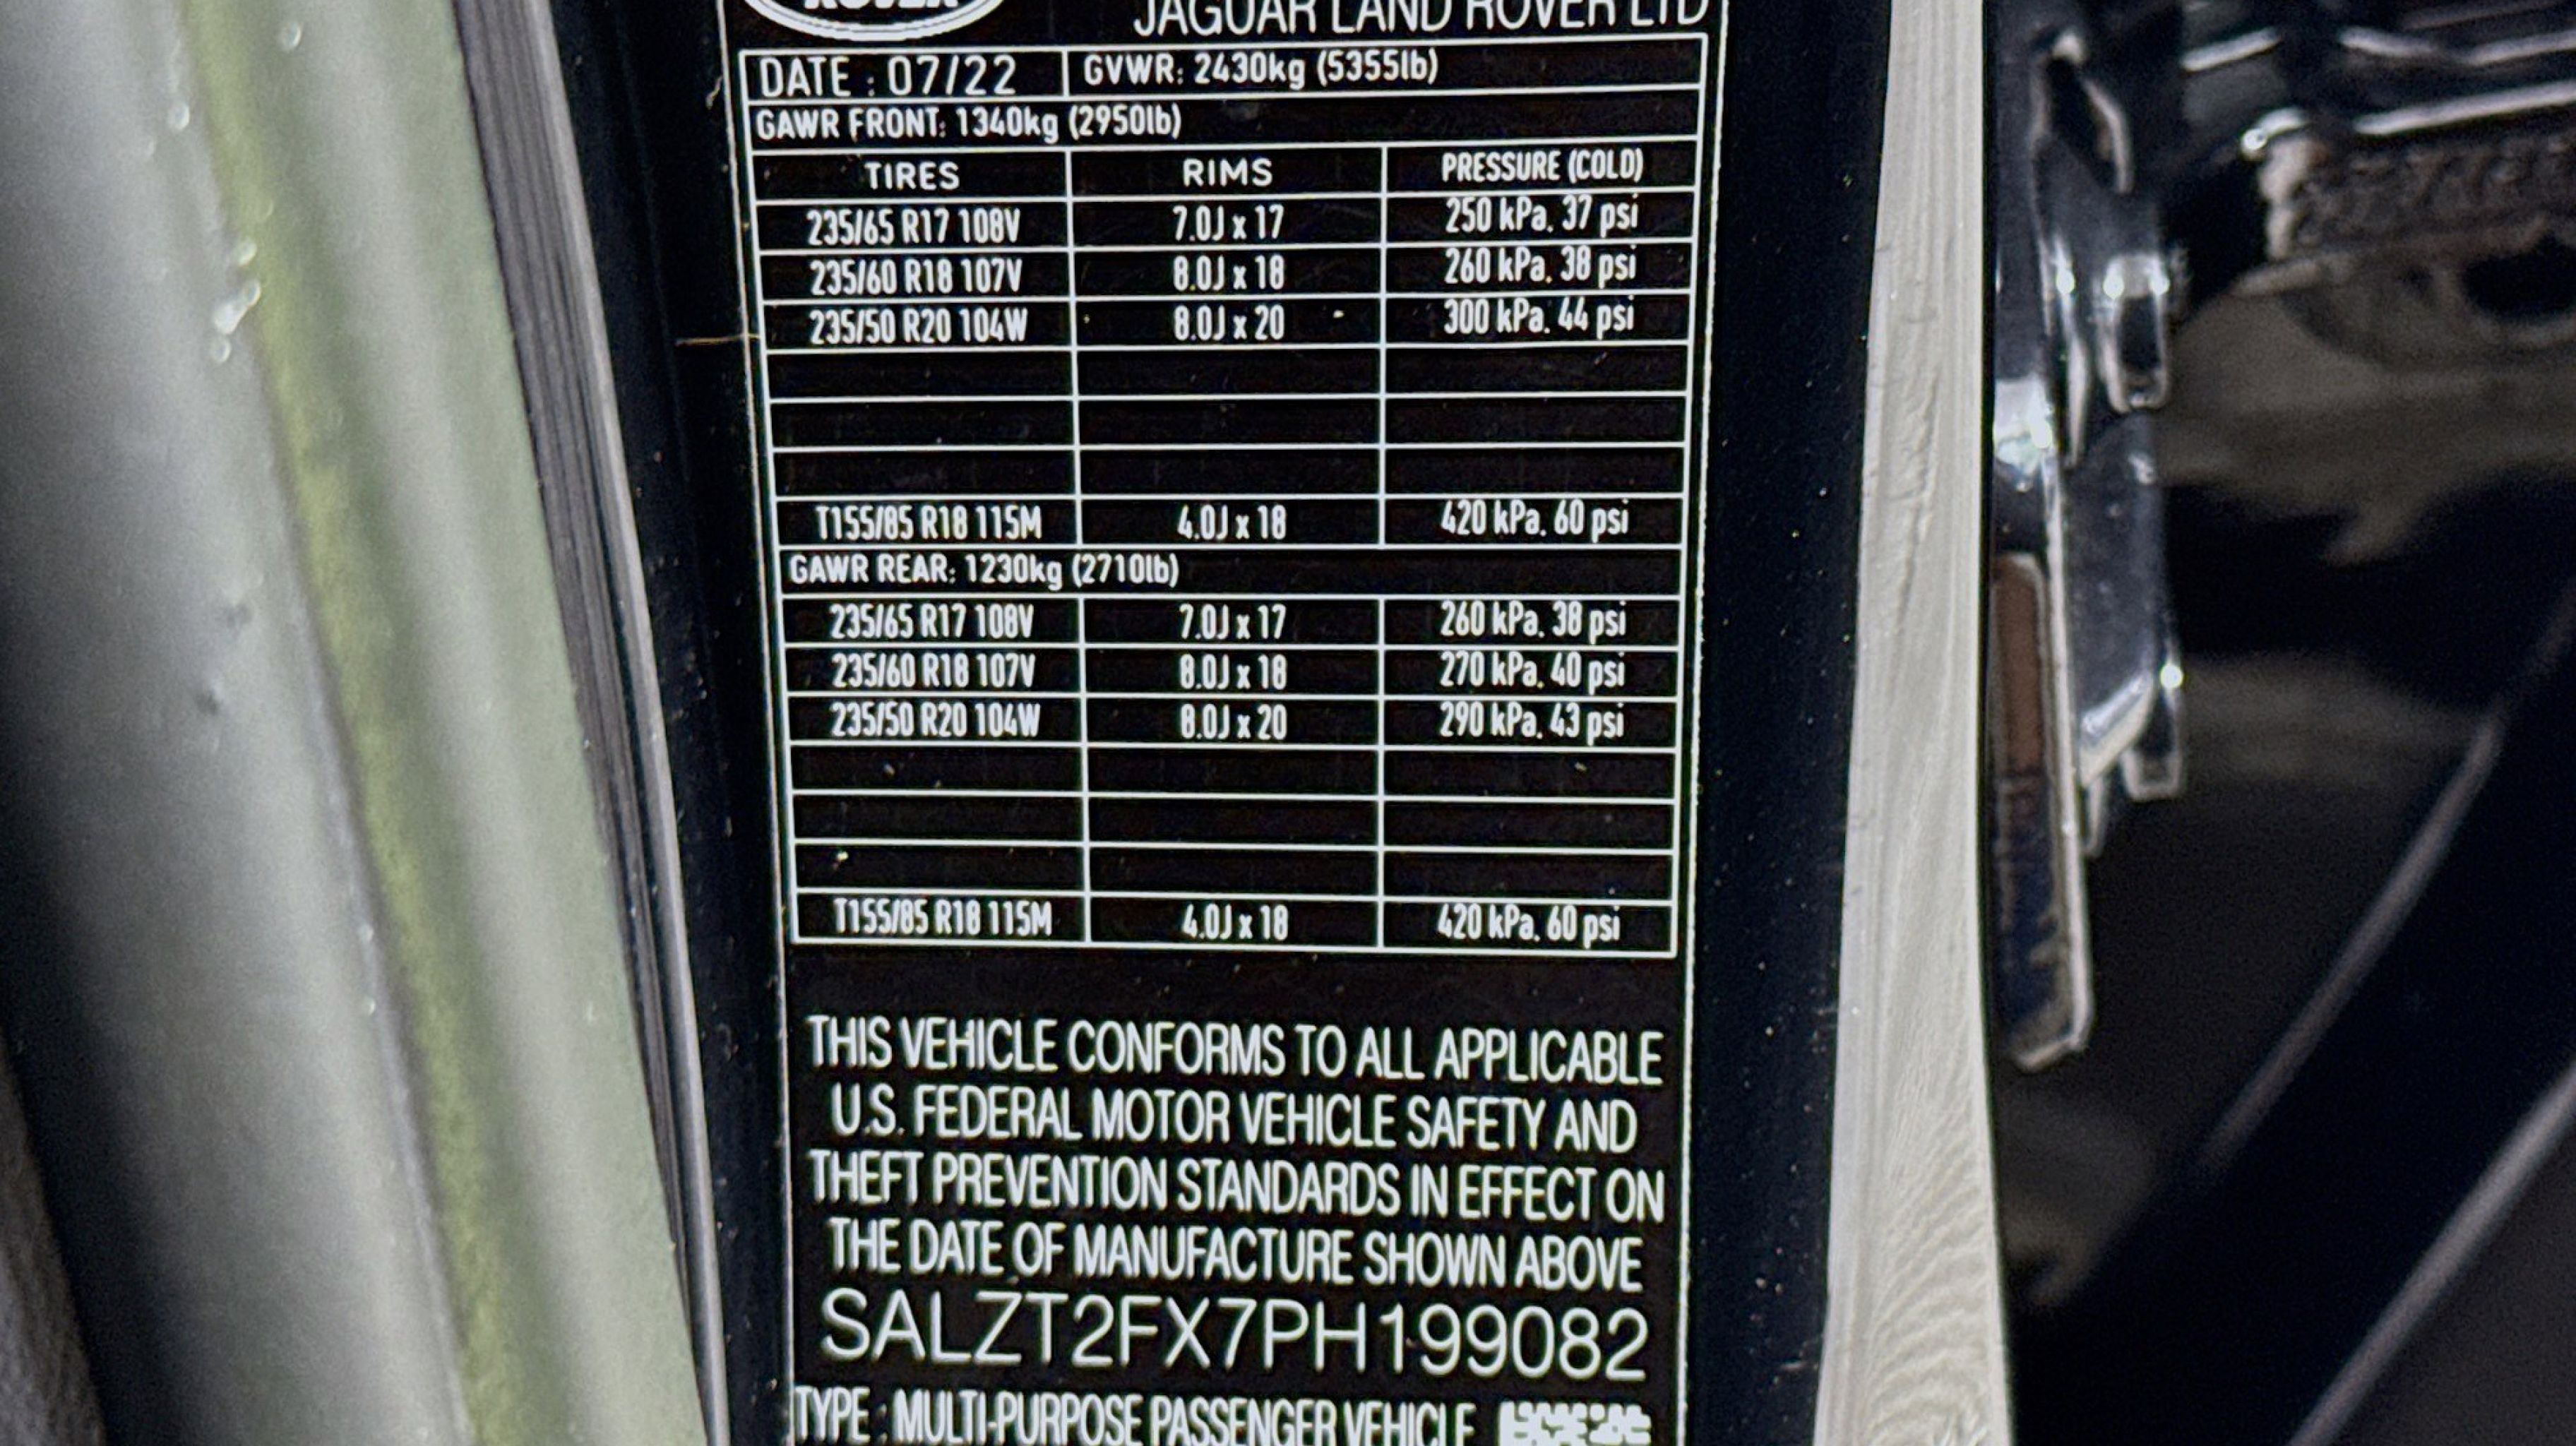 ROVER
JAGUAR LAND ROVER LTD
DATE : 07/22 GVWR: 2430kg (5355lb)
GAWR FRONT: 1340kg (2950lb)
TIRES RIMS PRESSURE (COLD)
235/65 R17 108V 7.0J x 17 250 kPa. 37 psi
235/60 R18 107V 8.0J x 18 260 kPa. 38 psi
235/50 R20 104W 8.0J x 20 300 kPa. 44 psi
T155/85 R18 115M 4.0J x 18 420 kPa. 60 psi
GAWR REAR: 1230kg (2710lb)
235/65 R17 108V 7.0J x 17 260 kPa. 38 psi
235/60 R18 107V 8.0J x 18 270 kPa. 40 psi
235/50 R20 104W 8.0J x 20 290 kPa. 43 psi
T155/85 R18 115M 4.0J x 18 420 kPa. 60 psi
THIS VEHICLE CONFORMS TO ALL APPLICABLE
U.S. FEDERAL MOTOR VEHICLE SAFETY AND
THEFT PREVENTION STANDARDS IN EFFECT ON
THE DATE OF MANUFACTURE SHOWN ABOVE
SALZT2FX7PH199082
TYPE : MULTI-PURPOSE PASSENGER VEHICLE